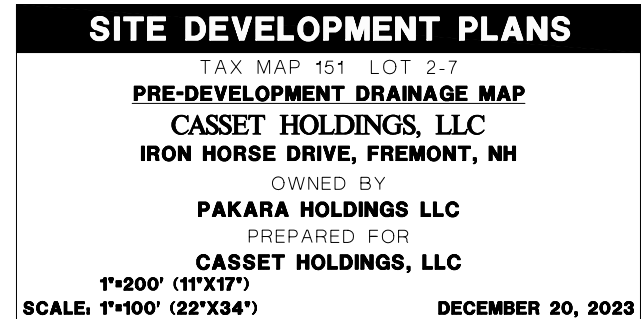 SITE DEVELOPMENT PLANS
TAX MAP 151 LOT 2-7
PRE-DEVELOPMENT DRAINAGE MAP
CASSET HOLDINGS, LLC
IRON HORSE DRIVE, FREMONT, NH
OWNED BY
PAKARA HOLDINGS LLC
PREPARED FOR
CASSET HOLDINGS, LLC
1"=200' (11"X17")
SCALE: 1"=100' (22"X34") DECEMBER 20, 2023